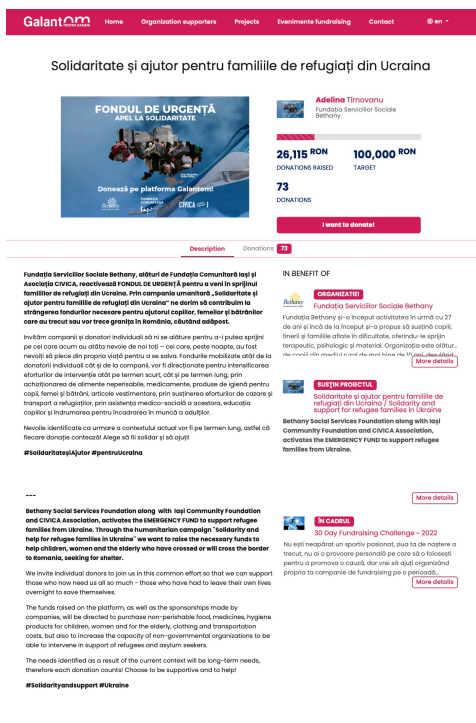 Galantom
Home
Organization supporters
Projects
Evenimente fundraising
Contact
en
Solidaritate și ajutor pentru familiile de refugiați din Ucraina
FONDUL DE URGENȚĂ
APEL LA SOLIDARITATE
Donează pe platforma Galantom!
Bethany
FUNDAȚIA
COMUNITARĂ
IAȘI
CIVICA
Adelina Tîrnovanu
Fundația Serviciilor Sociale
Bethany
26,115 RON
DONATIONS RAISED
100,000 RON
TARGET
73
DONATIONS
I want to donate!
Description
Donations 73
Fundația Serviciilor Sociale Bethany, alături de Fundația Comunitară Iași și
Asociația CIVICA, reactivează FONDUL DE URGENȚĂ pentru a veni în sprijinul
familiilor de refugiați din Ucraina. Prin campania umanitară „Solidaritate și
ajutor pentru familiile de refugiați din Ucraina” ne dorim să contribuim la
strângerea fondurilor necesare pentru ajutorul copiilor, femeilor și bătrânilor
care au trecut sau vor trece granița în România, căutând adăpost.
Invităm companii și donatori individuali să ni se alăture pentru a-i putea sprijini
pe cei care acum au atâta nevoie de noi toți – cei care, peste noapte, au fost
nevoiți să plece din propria viață pentru a se salva. Fondurile mobilizate atât de la
donatorii individuali cât și de la companii, vor fi direcționate pentru intensificarea
eforturilor de intervenție atât pe termen scurt, cât și pe termen lung, prin
achiziționarea de alimente neperisabile, medicamente, produse de igienă pentru
copii, femei și bătrâni, articole vestimentare, prin susținerea eforturilor de cazare și
transport a refugiaților, prin asistența medico-socială a acestora, educația
copiilor și îndrumarea pentru încadrarea în muncă a adulților.
Nevoile identificate ca urmare a contextului actual vor fi pe termen lung, astfel că
fiecare donație contează! Alege să fii solidar și să ajuți!
#SolidaritateșiAjutor #pentruUcraina
---
Bethany Social Services Foundation along with Iași Community Foundation
and CIVICA Association, activates the EMERGENCY FUND to support refugee
families from Ukraine. Through the humanitarian campaign "Solidarity and
help for refugee families in Ukraine" we want to raise the necessary funds to
help children, women and the elderly who have crossed or will cross the border
to Romania, seeking for shelter.
We invite individual donors to join us in this common effort so that we can support
those who now need us all so much - those who have had to leave their own lives
overnight to save themselves.
The funds raised on the platform, as well as the sponsorships made by
companies, will be directed to purchase non-perishable food, medicines, hygiene
products for children, women and for the elderly, clothing and transportation
costs, but also to increase the capacity of non-governmental organizations to be
able to intervene in support of refugees and asylum seekers.
The needs identified as a result of the current context will be long-term needs,
therefore each donation counts! Choose to be supportive and to help!
#Solidarityandsupport #Ukraine
IN BENEFIT OF
Bethany
ORGANIZAȚIEI
Fundația Serviciilor Sociale Bethany
Fundația Bethany și-a început activitatea în urmă cu 27
de ani și încă de la început și-a propus să susțină copiii,
tinerii și familiile aflate în dificultate, oferindu-le sprijin
terapeutic, psihologic și material. Organizația este alătur...
de copiii din mediul rural de mai bine de 10 ani, derulând
More details
SUSȚIN PROIECTUL
Solidaritate și ajutor pentru familiile de
refugiați din Ucraina / Solidarity and
support for refugee families in Ukraine
Bethany Social Services Foundation along with Iași
Community Foundation and CIVICA Association,
activates the EMERGENCY FUND to support refugee
families from Ukraine.
More details
ÎN CADRUL
30 Day Fundraising Challenge - 2022
Nu ești neapărat un sportiv pasionat, ziua ta de naștere a
trecut, nu ai o provoare personală pe care să o folosești
pentru a promova o cauză, dar vrei să ajuți organizând
propria ta campanie de fundraising pe o perioadă...
More details